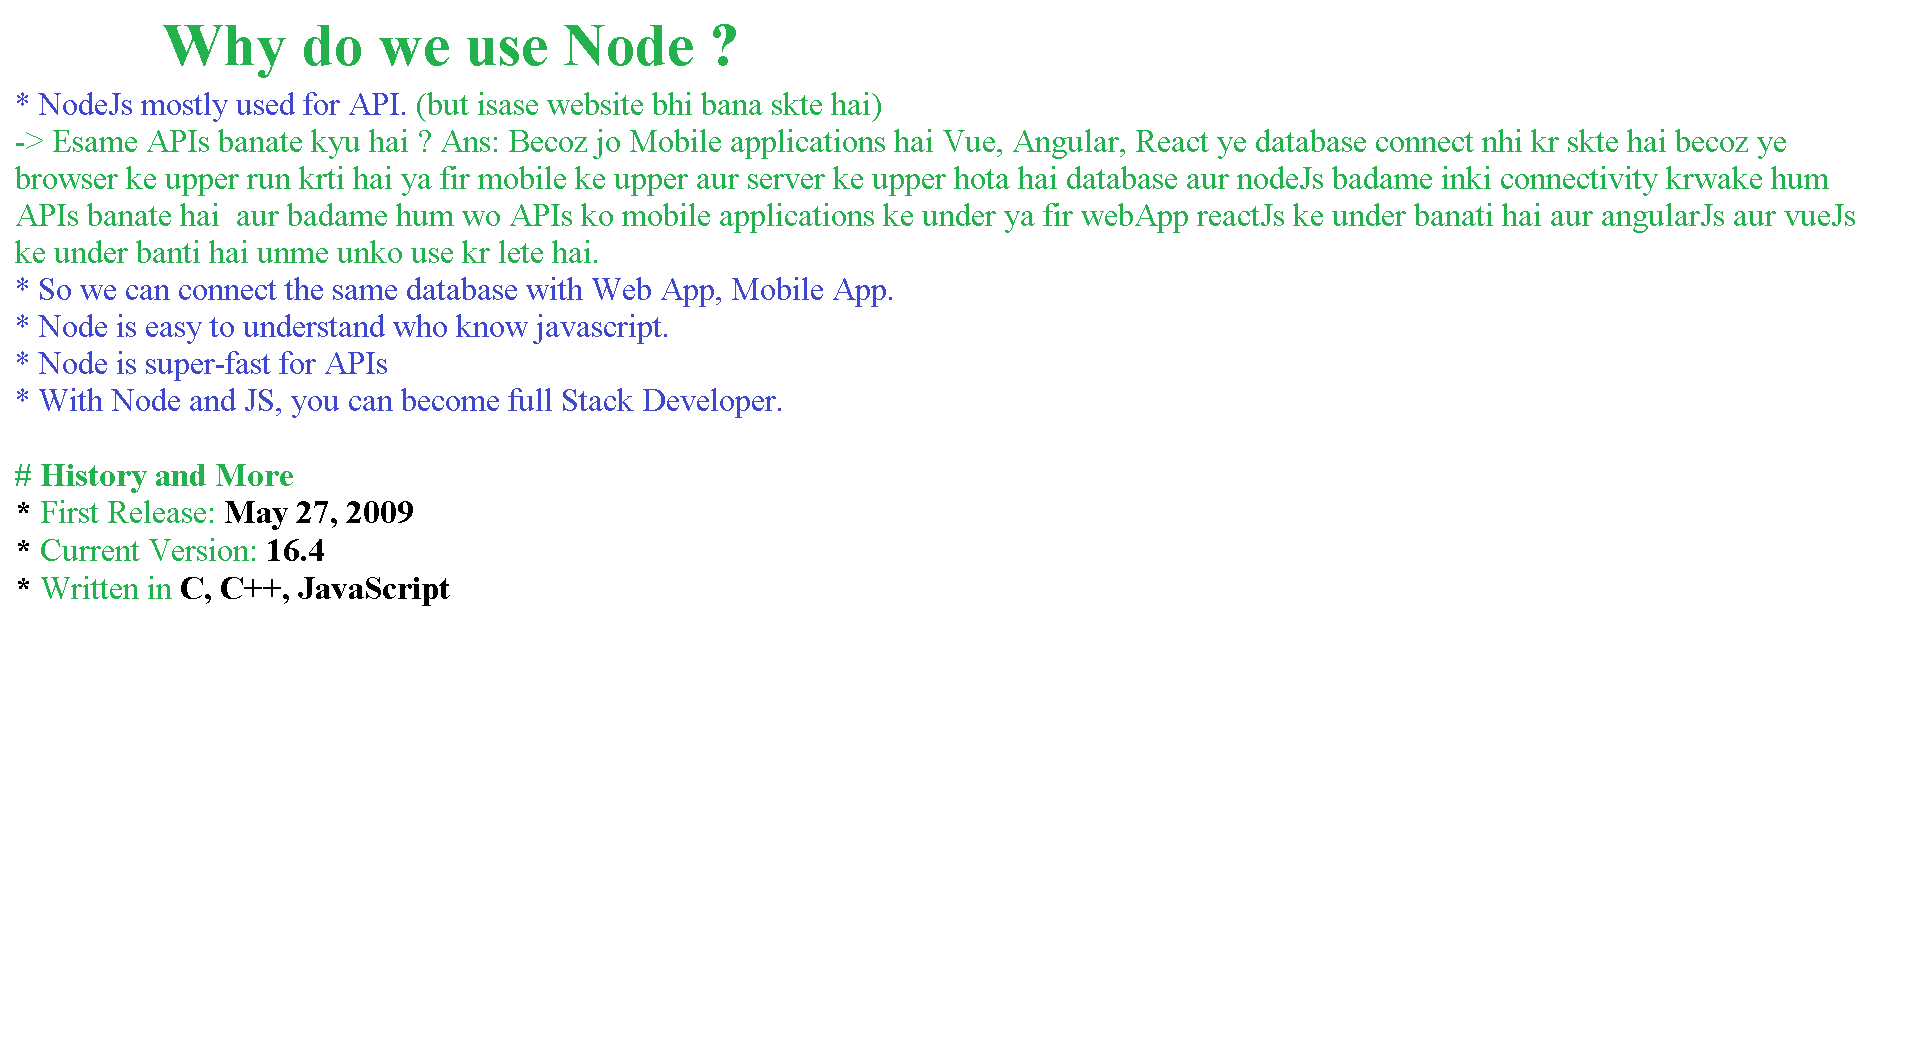 Why do we use Node ?
* NodeJs mostly used for API. (but isase website bhi bana skte hai)
-> Esame APIs banate kyu hai ? Ans: Becoz jo Mobile applications hai Vue, Angular, React ye database connect nhi kr skte hai becoz ye
browser ke upper run krti hai ya fir mobile ke upper aur server ke upper hota hai database aur nodeJs badame inki connectivity krwake hum
APIs banate hai  aur badame hum wo APIs ko mobile applications ke under ya fir webApp reactJs ke under banati hai aur angularJs aur vueJs
ke under banti hai unme unko use kr lete hai.
* So we can connect the same database with Web App, Mobile App.
* Node is easy to understand who know javascript.
* Node is super-fast for APIs
* With Node and JS, you can become full Stack Developer.
# History and More
* First Release: May 27, 2009
* Current Version: 16.4
* Written in C, C++, JavaScript